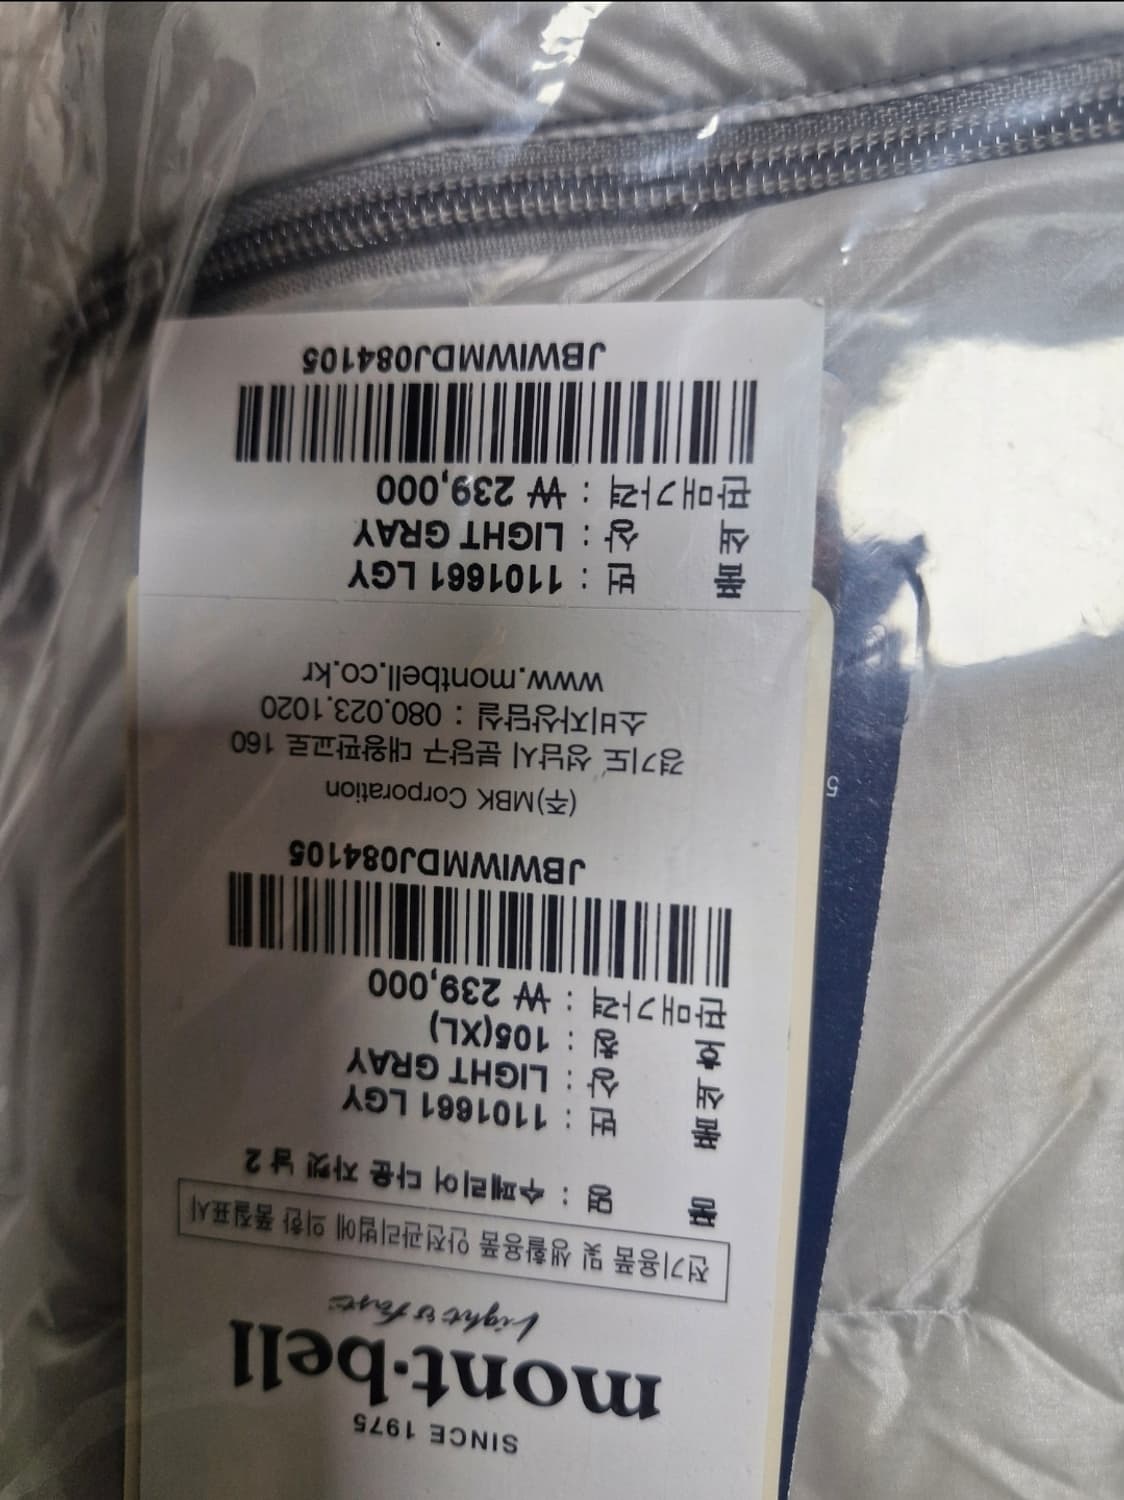 SINCE 1975
mont·bell
Light & Fast
전기용품 및 생활용품 안전관리법에 의한 품질표시
품 명 : 수페리어 다운 자켓 남 2
품 번 : 1101661 LGY
색 상 : LIGHT GRAY
호 칭 : 105(XL)
판매가격 : ₩ 239,000
JBWIWMDJ084105
(주)MBK Corporation
경기도 성남시 분당구 대왕판교로 160
소비자상담실 : 080.023.1020
www.montbell.co.kr
품 번 : 1101661 LGY
색 상 : LIGHT GRAY
판매가격 : ₩ 239,000
JBWIWMDJ084105
5